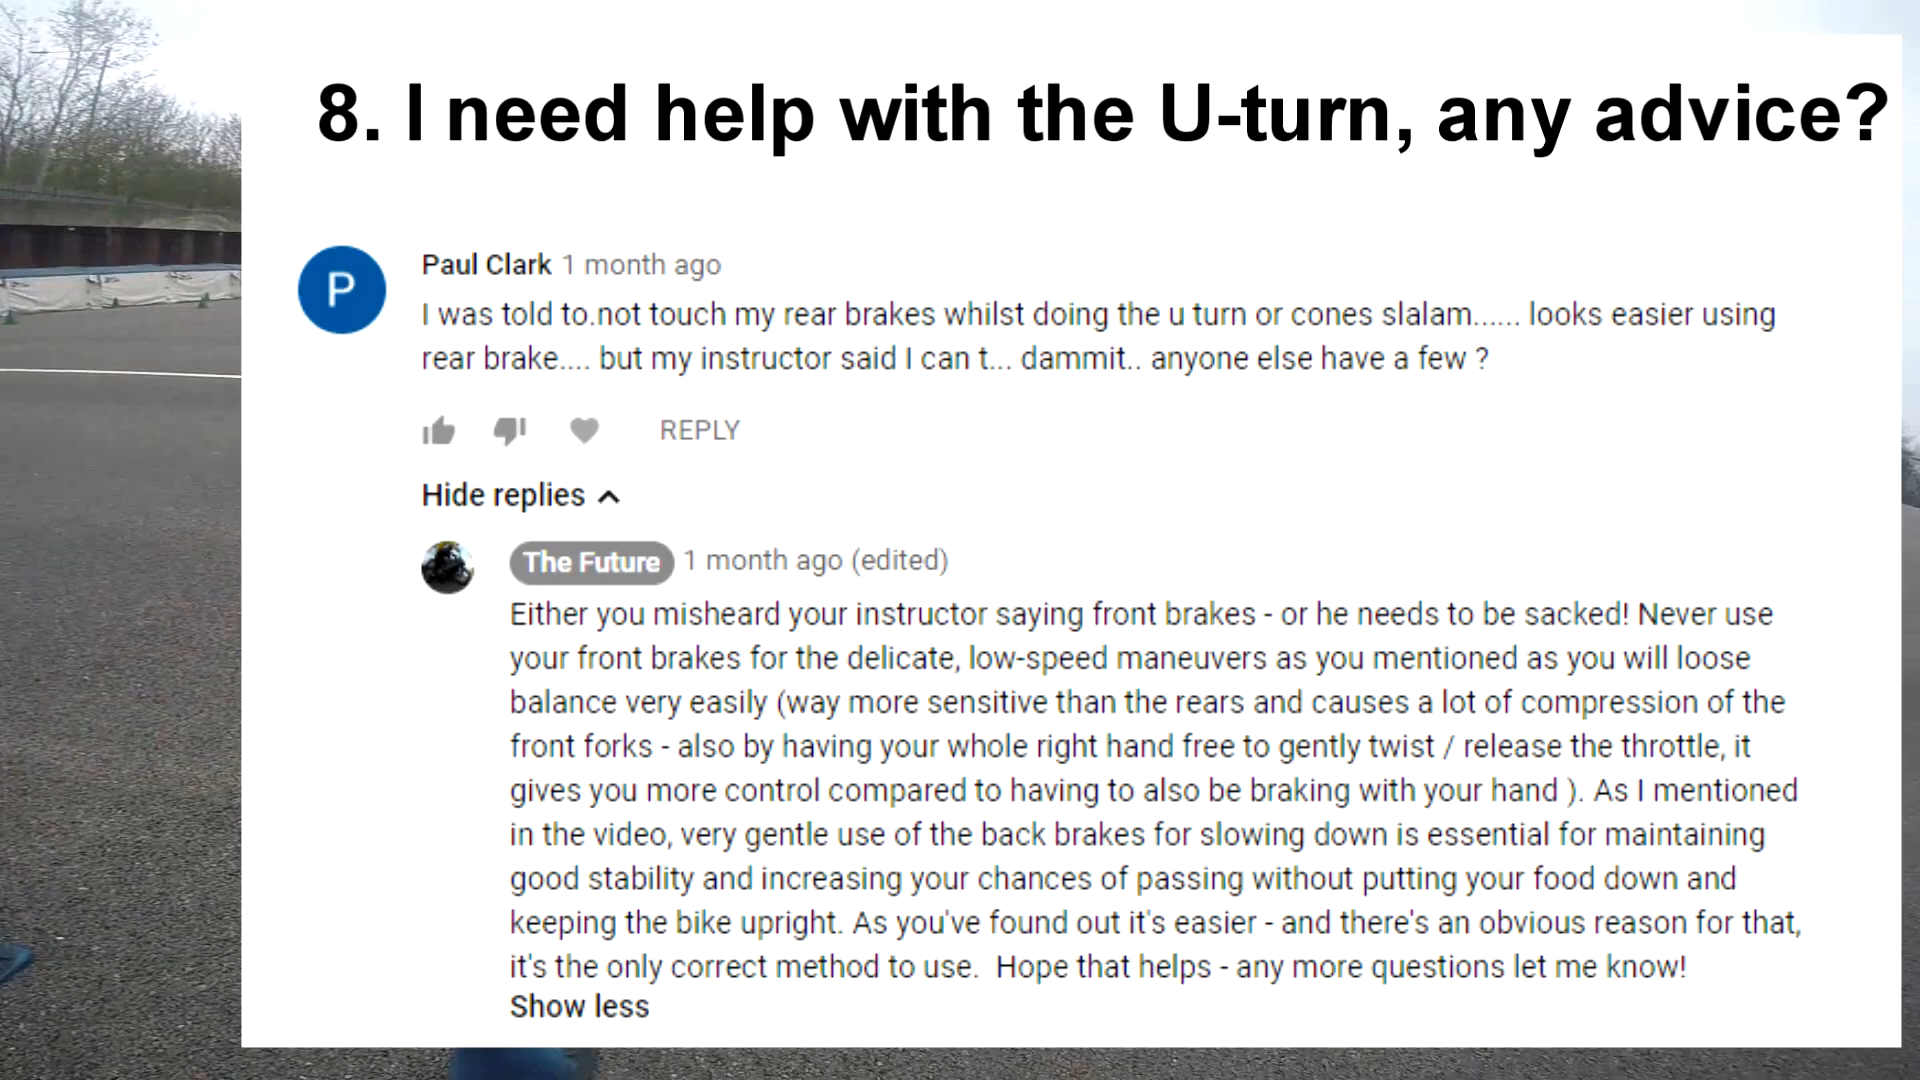 8. I need help with the U-turn, any advice?
P
Paul Clark 1 month ago
I was told to.not touch my rear brakes whilst doing the u turn or cones slalam...... looks easier using
rear brake.... but my instructor said I can t... dammit.. anyone else have a few ?
REPLY
Hide replies
The Future 1 month ago (edited)
Either you misheard your instructor saying front brakes - or he needs to be sacked! Never use
your front brakes for the delicate, low-speed maneuvers as you mentioned as you will loose
balance very easily (way more sensitive than the rears and causes a lot of compression of the
front forks - also by having your whole right hand free to gently twist / release the throttle, it
gives you more control compared to having to also be braking with your hand ). As I mentioned
in the video, very gentle use of the back brakes for slowing down is essential for maintaining
good stability and increasing your chances of passing without putting your food down and
keeping the bike upright. As you've found out it's easier - and there's an obvious reason for that,
it's the only correct method to use.  Hope that helps - any more questions let me know!
Show less